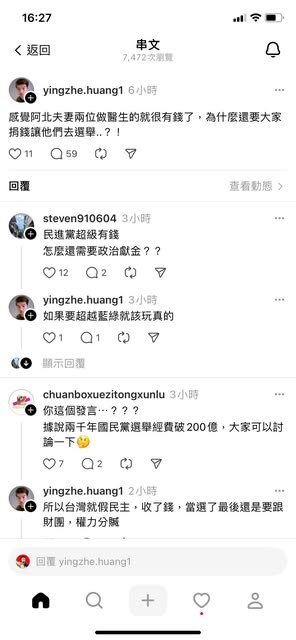 16:27
返回
串文
7,472次瀏覽
yingzhe.huang1 6小時
感覺阿北夫妻兩位做醫生的就很有錢了，為什麼還要大家
捐錢讓他們去選舉..？！
11 59
回覆
查看動態
steven910604 3小時
民進黨超級有錢
怎麼還需要政治獻金？？
12 2
yingzhe.huang1 3小時
如果要超越藍綠就該玩真的
1 1
顯示回覆
chuanboxuezitongxunlu 3小時
你這個發言⋯？？？
據說兩千年國民黨選舉經費破200億，大家可以討
論一下🤔
7 2
yingzhe.huang1 2小時
所以台灣就假民主，收了錢，當選了最後還是要跟
財團，權力分贓
回覆 yingzhe.huang1